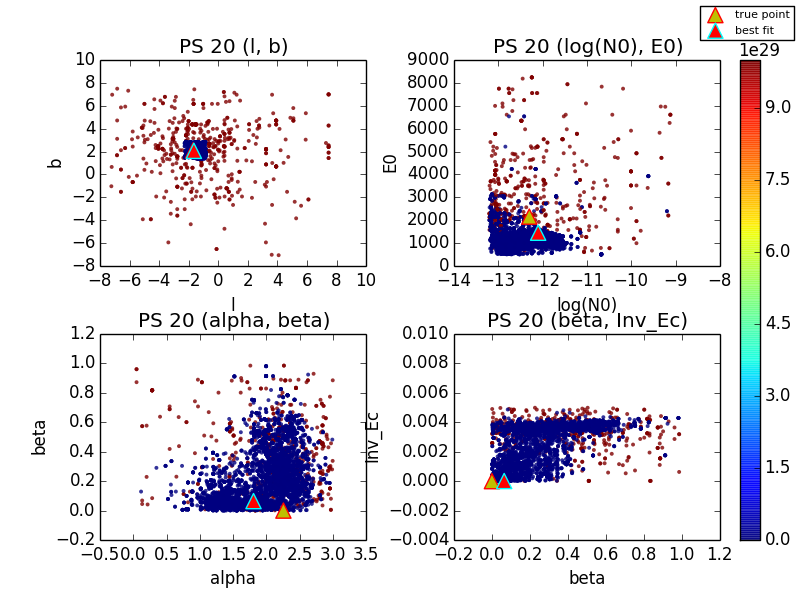 true point
best fit
PS 20 (l, b)
PS 20 (log(N0), E0)
1e29
10
8
6
4
2
0
−2
−4
−6
−8
b
−8 −6 −4 −2 0 2 4 6 8 10
l
9000
8000
7000
6000
5000
4000
3000
2000
1000
0
E0
−14 −13 −12 −11 −10 −9 −8
log(N0)
9.0
7.5
6.0
4.5
3.0
1.5
0.0
PS 20 (alpha, beta)
PS 20 (beta, Inv_Ec)
1.2
1.0
0.8
0.6
0.4
0.2
0.0
−0.2
beta
−0.5 0.0 0.5 1.0 1.5 2.0 2.5 3.0 3.5
alpha
0.010
0.008
0.006
0.004
0.002
0.000
−0.002
−0.004
Inv_Ec
−0.2 0.0 0.2 0.4 0.6 0.8 1.0 1.2
beta